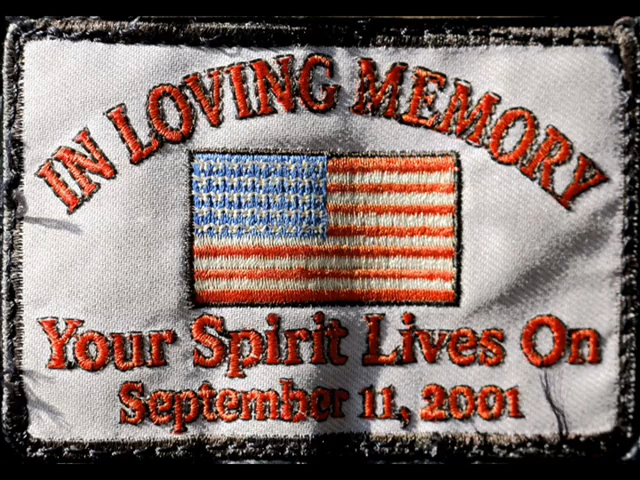 IN LOVING MEMORY
Your Spirit Lives On
September 11, 2001